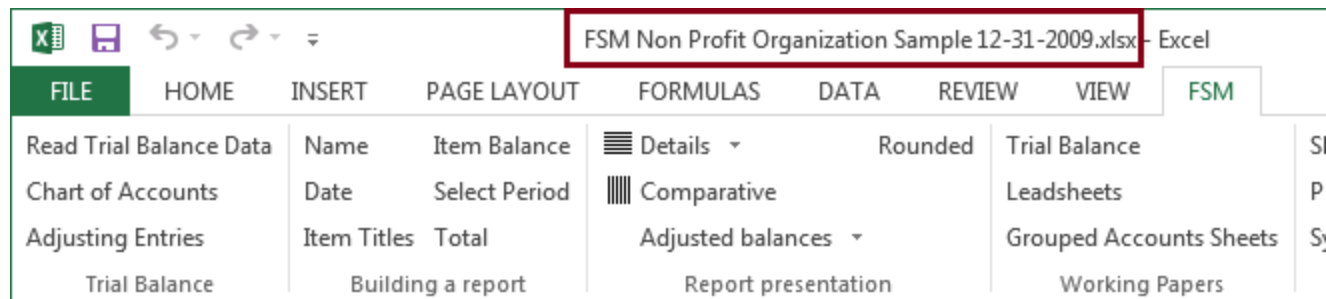 FSM Non Profit Organization Sample 12-31-2009.xlsx - Excel
FILE HOME INSERT PAGE LAYOUT FORMULAS DATA REVIEW VIEW FSM
Read Trial Balance Data Name Item Balance Details Rounded Trial Balance
Chart of Accounts Date Select Period Comparative Leadsheets
Adjusting Entries Item Titles Total Adjusted balances Grouped Accounts Sheets
Trial Balance Building a report Report presentation Working Papers